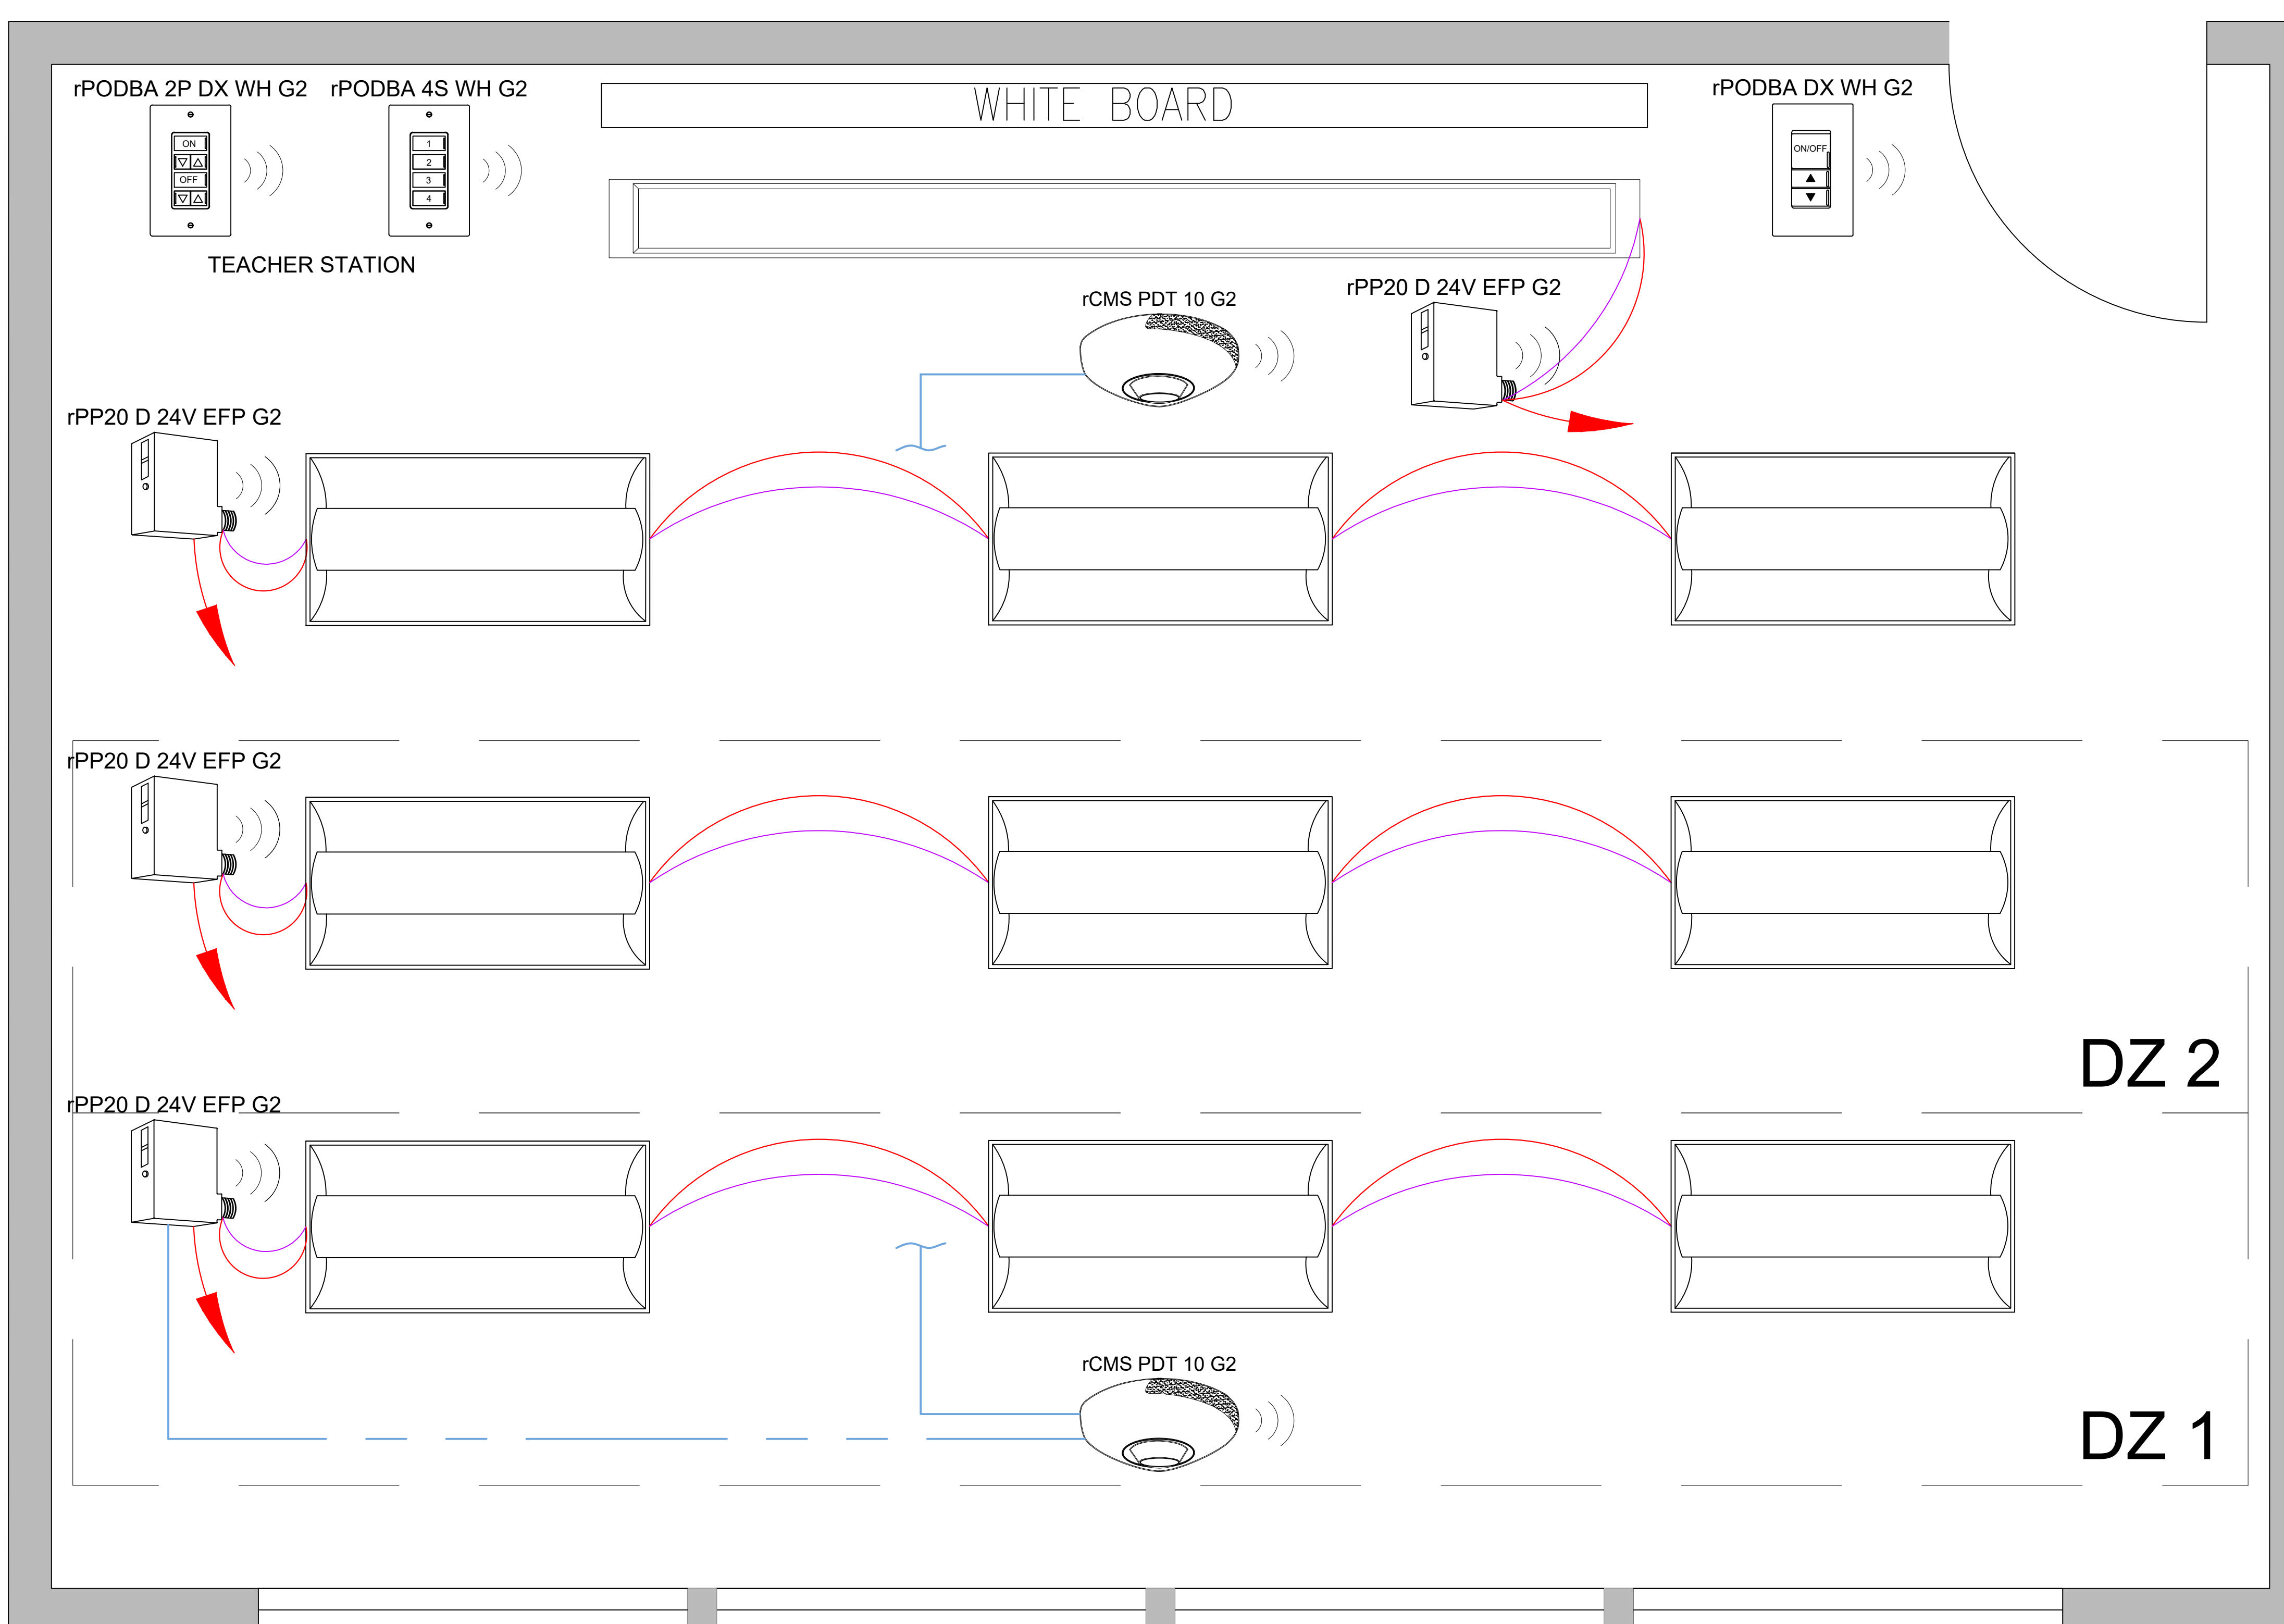 rPODBA 2P DX WH G2
rPODBA 4S WH G2
WHITE BOARD
rPODBA DX WH G2
ON
OFF
1
2
3
4
ON/OFF
TEACHER STATION
rCMS PDT 10 G2
rPP20 D 24V EFP G2
rPP20 D 24V EFP G2
rPP20 D 24V EFP G2
DZ 2
rPP20 D 24V EFP G2
rCMS PDT 10 G2
DZ 1